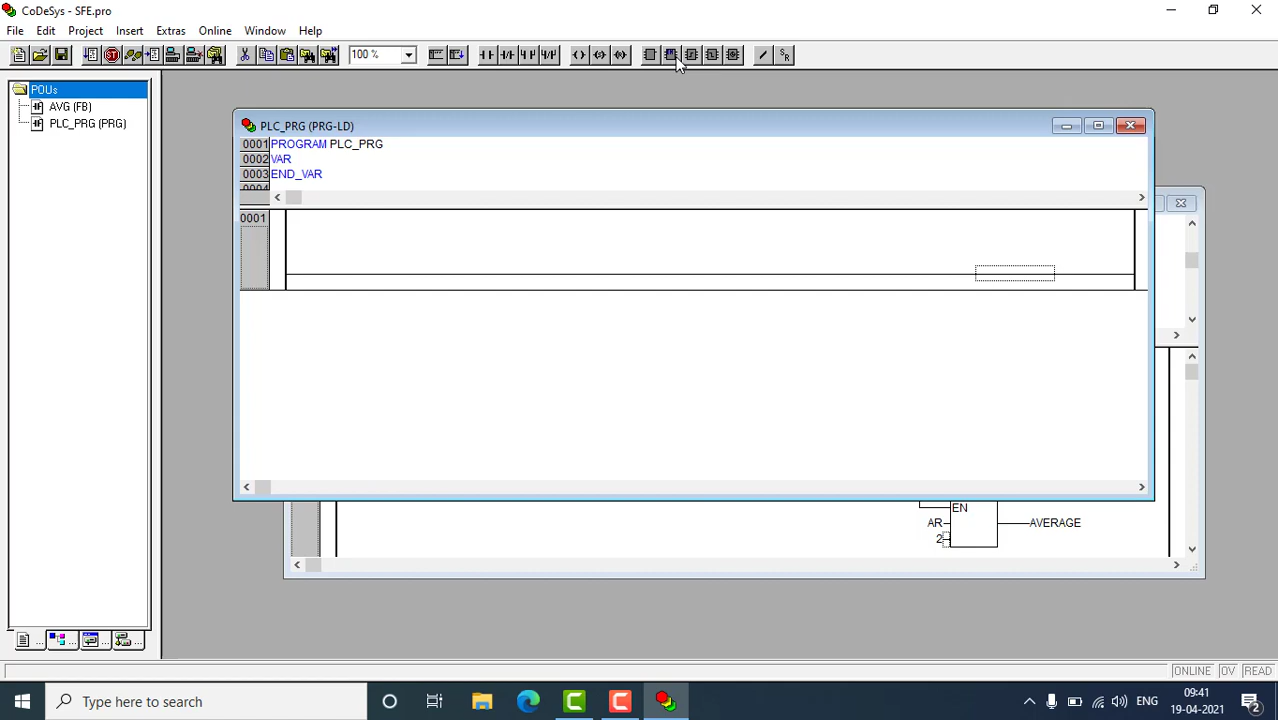 CoDeSys - SFE.pro
File Edit Project Insert Extras Online Window Help
100 %
POUs
AVG (FB)
PLC_PRG (PRG)
PLC_PRG (PRG-LD)
0001 PROGRAM PLC_PRG
0002 VAR
0003 END_VAR
0004
0001
EN
AR AVERAGE
2
... ... ... ...
ONLINE OV READ
Type here to search
ENG
09:41
19-04-2021
2